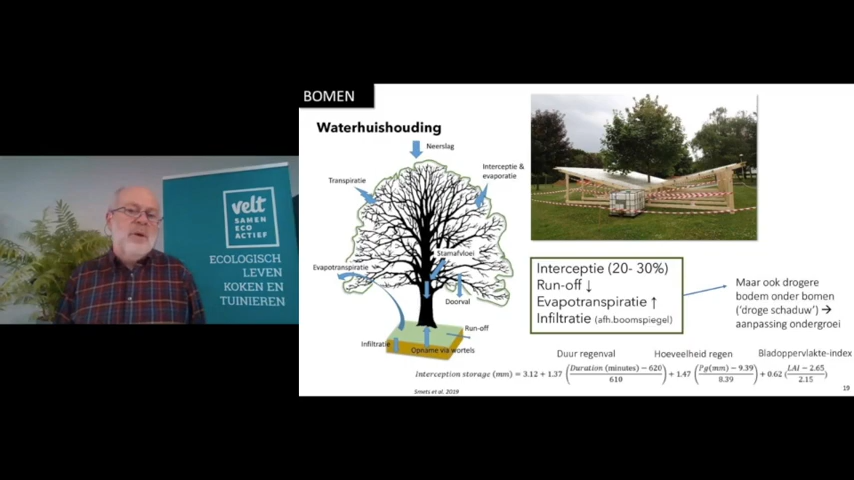 BOMEN
Waterhuishouding
Neerslag
Interceptie &
evaporatie
Transpiratie
Stamafvloei
Evapotranspiratie
Doorval
Run-off
Infiltratie
Opname via wortels
Interceptie (20- 30%)
Run-off ↓
Evapotranspiratie ↑
Infiltratie (afh.boomspiegel)
Maar ook drogere
bodem onder bomen
('droge schaduw') →
aanpassing ondergroei
Duur regenval
Hoeveelheid regen
Bladoppervlakte-index
Interception storage (mm) = 3.12 + 1.37 (Duration (minutes) − 620 / 610) + 1.47 (Pg(mm) − 9.39 / 8.39) + 0.62 (LAI − 2.65 / 2.15)
Smets et al. 2019
19
velt
SAMEN
ECO
ACTIEF
ECOLOGISCH
LEVEN
KOKEN EN
TUINIEREN